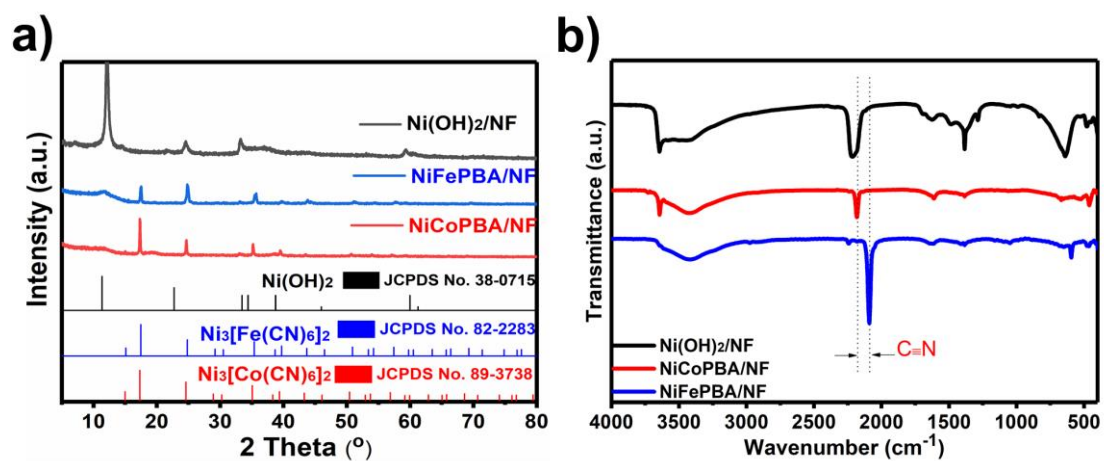 a)
Intensity (a.u.)
Ni(OH)₂/NF
NiFePBA/NF
NiCoPBA/NF
Ni(OH)₂ JCPDS No. 38-0715
Ni₃[Fe(CN)₆]₂ JCPDS No. 82-2283
Ni₃[Co(CN)₆]₂ JCPDS No. 89-3738
10 20 30 40 50 60 70 80
2 Theta (°)
b)
Transmittance (a.u.)
C≡N
Ni(OH)₂/NF
NiCoPBA/NF
NiFePBA/NF
4000 3500 3000 2500 2000 1500 1000 500
Wavenumber (cm⁻¹)